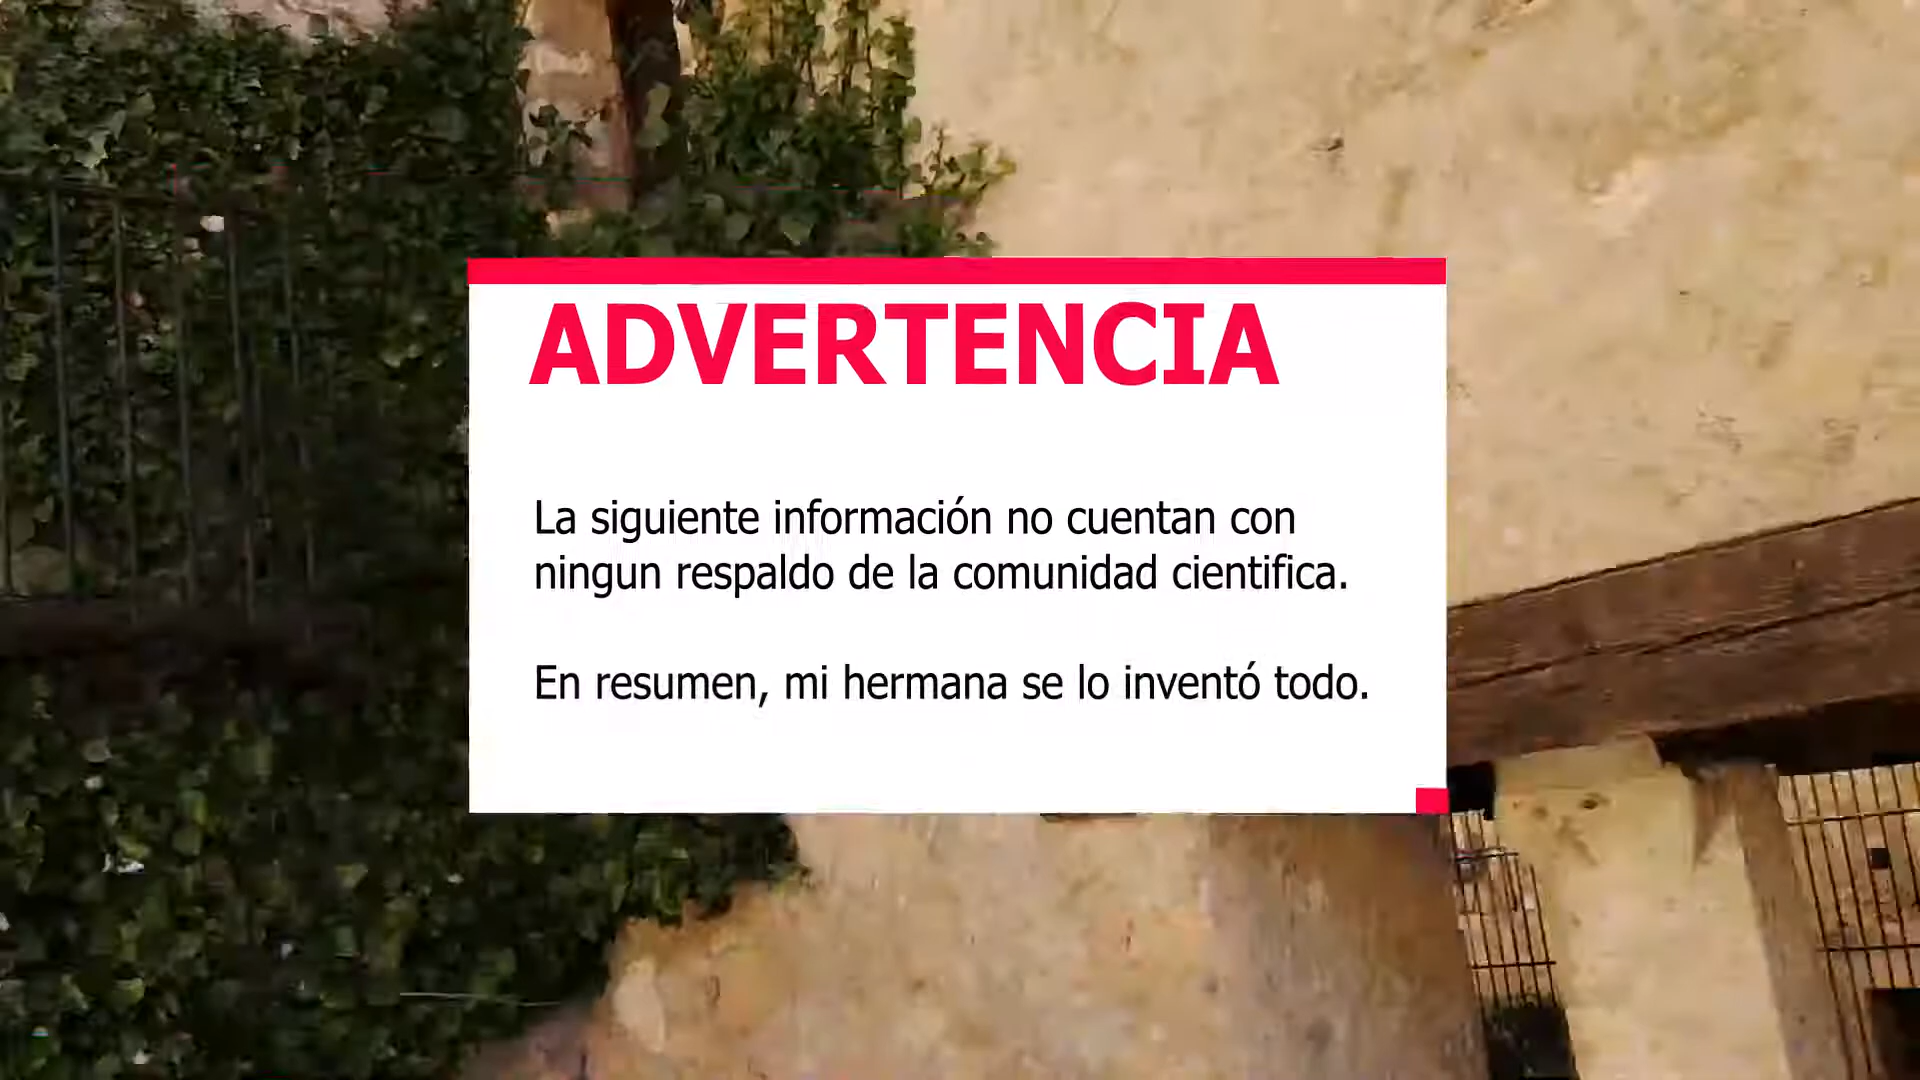 ADVERTENCIA
La siguiente información no cuentan con
ningun respaldo de la comunidad cientifica.
En resumen, mi hermana se lo inventó todo.